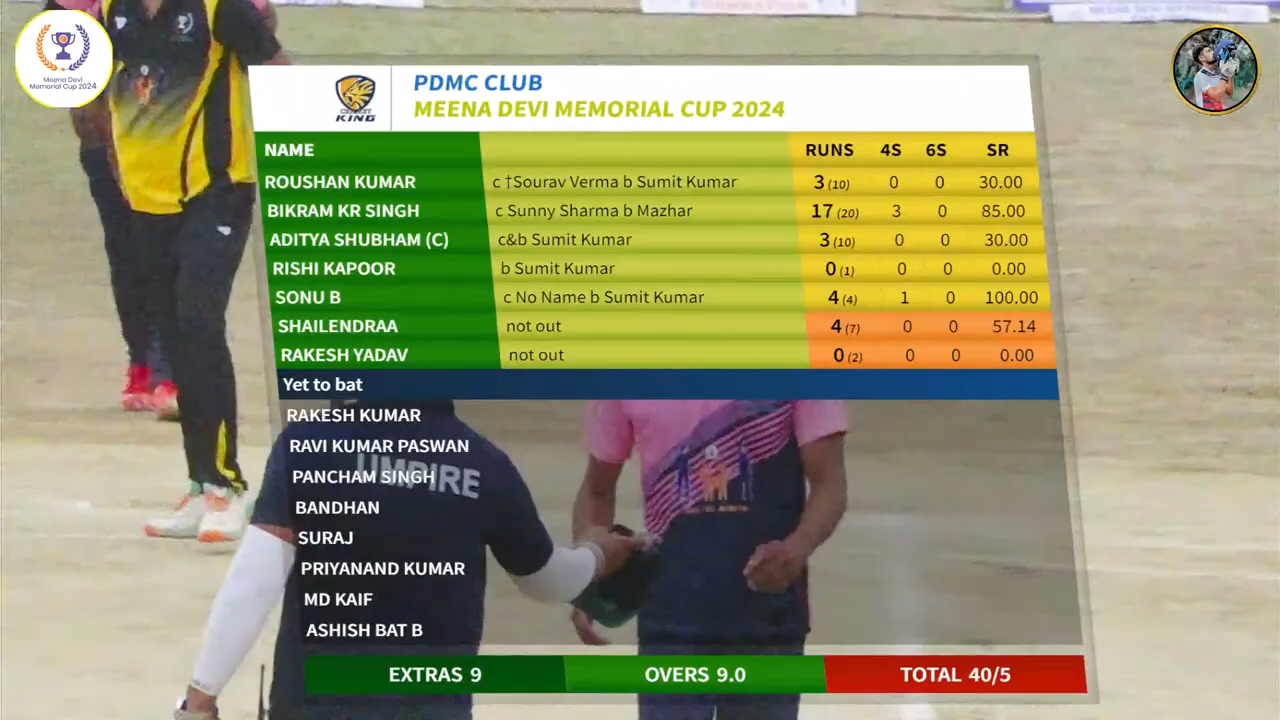 Meena Devi
Memorial Cup 2024
CRICKET
KING
PDMC CLUB
MEENA DEVI MEMORIAL CUP 2024
NAME RUNS 4S 6S SR
ROUSHAN KUMAR c †Sourav Verma b Sumit Kumar 3 (10) 0 0 30.00
BIKRAM KR SINGH c Sunny Sharma b Mazhar 17 (20) 3 0 85.00
ADITYA SHUBHAM (C) c&b Sumit Kumar 3 (10) 0 0 30.00
RISHI KAPOOR b Sumit Kumar 0 (1) 0 0 0.00
SONU B c No Name b Sumit Kumar 4 (4) 1 0 100.00
SHAILENDRAA not out 4 (7) 0 0 57.14
RAKESH YADAV not out 0 (2) 0 0 0.00
Yet to bat
RAKESH KUMAR
RAVI KUMAR PASWAN
PANCHAM SINGH
UMPIRE
BANDHAN
SURAJ
PRIYANAND KUMAR
MD KAIF
ASHISH BAT B
EXTRAS 9 OVERS 9.0 TOTAL 40/5